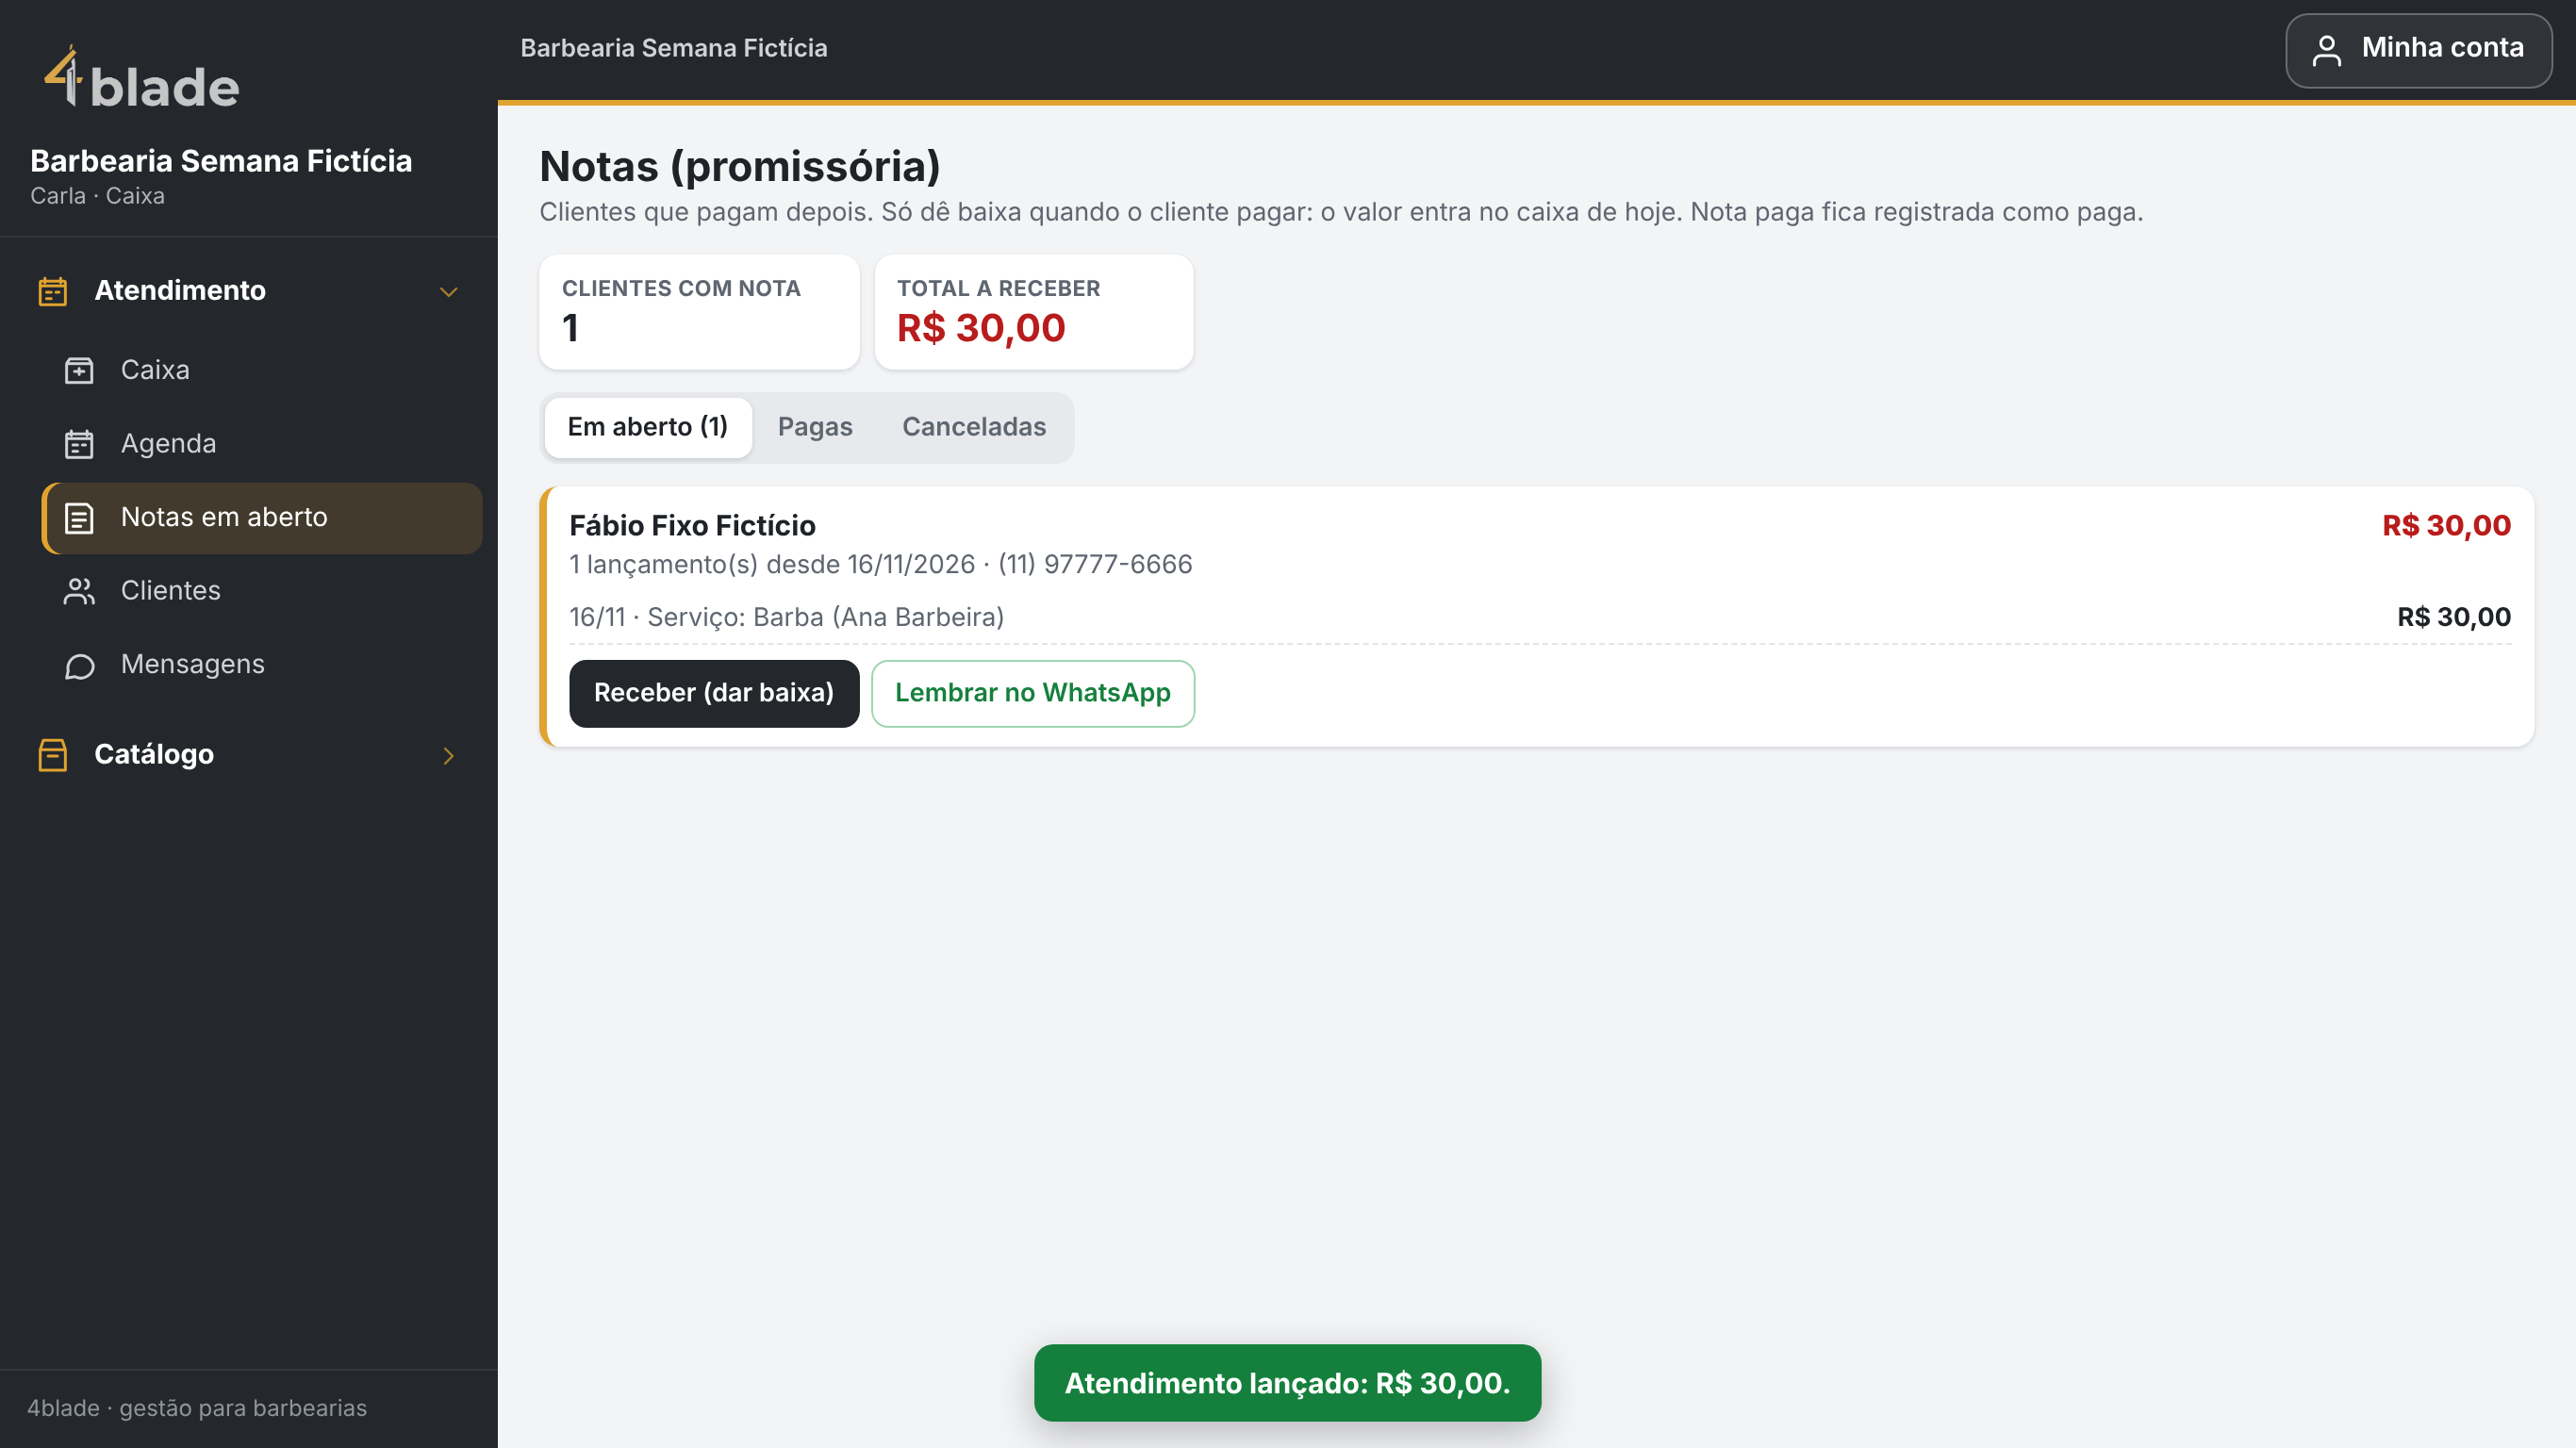 4blade
Barbearia Semana Fictícia
Carla · Caixa
Atendimento
Caixa
Agenda
Notas em aberto
Clientes
Mensagens
Catálogo
4blade · gestão para barbearias
Barbearia Semana Fictícia
Minha conta
Notas (promissória)
Clientes que pagam depois. Só dê baixa quando o cliente pagar: o valor entra no caixa de hoje. Nota paga fica registrada como paga.
CLIENTES COM NOTA
1
TOTAL A RECEBER
R$ 30,00
Em aberto (1) Pagas Canceladas
Fábio Fixo Fictício R$ 30,00
1 lançamento(s) desde 16/11/2026 · (11) 97777-6666
16/11 · Serviço: Barba (Ana Barbeira) R$ 30,00
Receber (dar baixa) Lembrar no WhatsApp
Atendimento lançado: R$ 30,00.